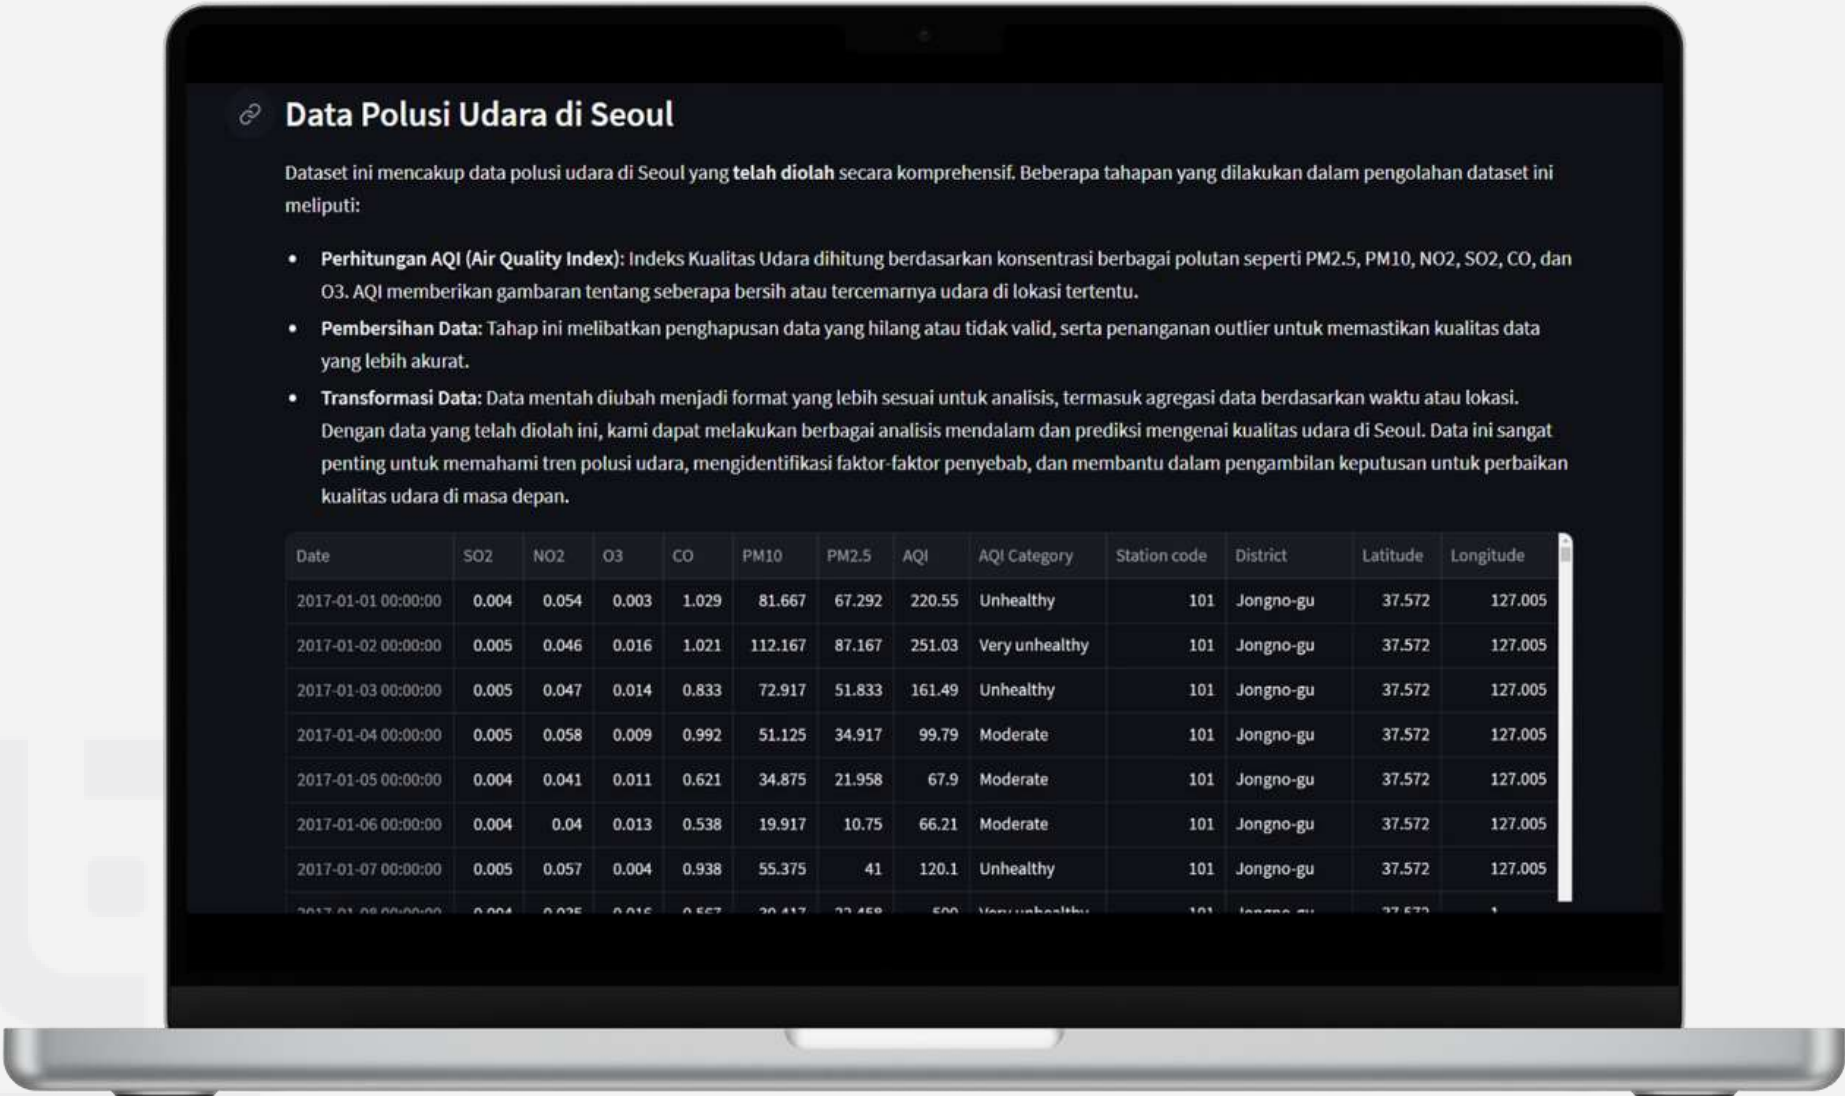 Data Polusi Udara di Seoul
Dataset ini mencakup data polusi udara di Seoul yang telah diolah secara komprehensif. Beberapa tahapan yang dilakukan dalam pengolahan dataset ini
meliputi:
• Perhitungan AQI (Air Quality Index): Indeks Kualitas Udara dihitung berdasarkan konsentrasi berbagai polutan seperti PM2.5, PM10, NO2, SO2, CO, dan
O3. AQI memberikan gambaran tentang seberapa bersih atau tercemarnya udara di lokasi tertentu.
• Pembersihan Data: Tahap ini melibatkan penghapusan data yang hilang atau tidak valid, serta penanganan outlier untuk memastikan kualitas data
yang lebih akurat.
• Transformasi Data: Data mentah diubah menjadi format yang lebih sesuai untuk analisis, termasuk agregasi data berdasarkan waktu atau lokasi.
Dengan data yang telah diolah ini, kami dapat melakukan berbagai analisis mendalam dan prediksi mengenai kualitas udara di Seoul. Data ini sangat
penting untuk memahami tren polusi udara, mengidentifikasi faktor-faktor penyebab, dan membantu dalam pengambilan keputusan untuk perbaikan
kualitas udara di masa depan.
Date SO2 NO2 O3 CO PM10 PM2.5 AQI AQI Category Station code District Latitude Longitude
2017-01-01 00:00:00 0.004 0.054 0.003 1.029 81.667 67.292 220.55 Unhealthy 101 Jongno-gu 37.572 127.005
2017-01-02 00:00:00 0.005 0.046 0.016 1.021 112.167 87.167 251.03 Very unhealthy 101 Jongno-gu 37.572 127.005
2017-01-03 00:00:00 0.005 0.047 0.014 0.833 72.917 51.833 161.49 Unhealthy 101 Jongno-gu 37.572 127.005
2017-01-04 00:00:00 0.005 0.058 0.009 0.992 51.125 34.917 99.79 Moderate 101 Jongno-gu 37.572 127.005
2017-01-05 00:00:00 0.004 0.041 0.011 0.621 34.875 21.958 67.9 Moderate 101 Jongno-gu 37.572 127.005
2017-01-06 00:00:00 0.004 0.04 0.013 0.538 19.917 10.75 66.21 Moderate 101 Jongno-gu 37.572 127.005
2017-01-07 00:00:00 0.005 0.057 0.004 0.938 55.375 41 120.1 Unhealthy 101 Jongno-gu 37.572 127.005